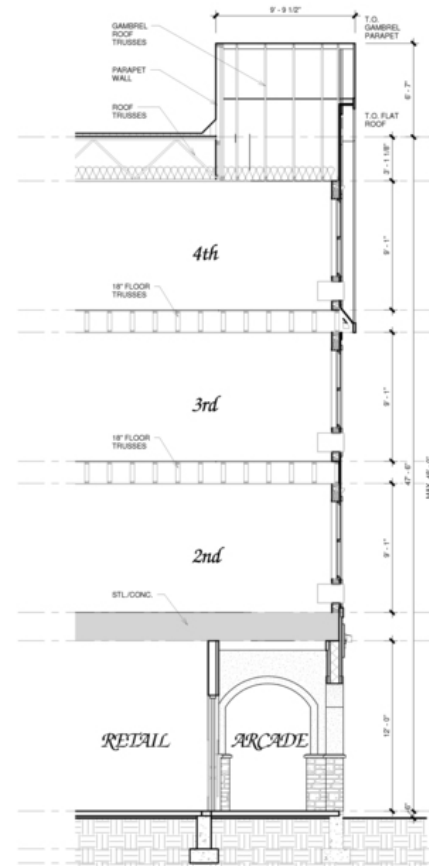 9' - 9 1/2"
GAMBREL
ROOF
TRUSSES
T.O.
GAMBREL
PARAPET
PARAPET
WALL
6' - 7"
ROOF
TRUSSES
T.O. FLAT
ROOF
2' - 1 1/8"
4th
9' - 1"
18" FLOOR
TRUSSES
3rd
9' - 1"
18" FLOOR
TRUSSES
47' - 8"
2nd
9' - 1"
STL./CONC.
RETAIL
ARCADE
12' - 0"